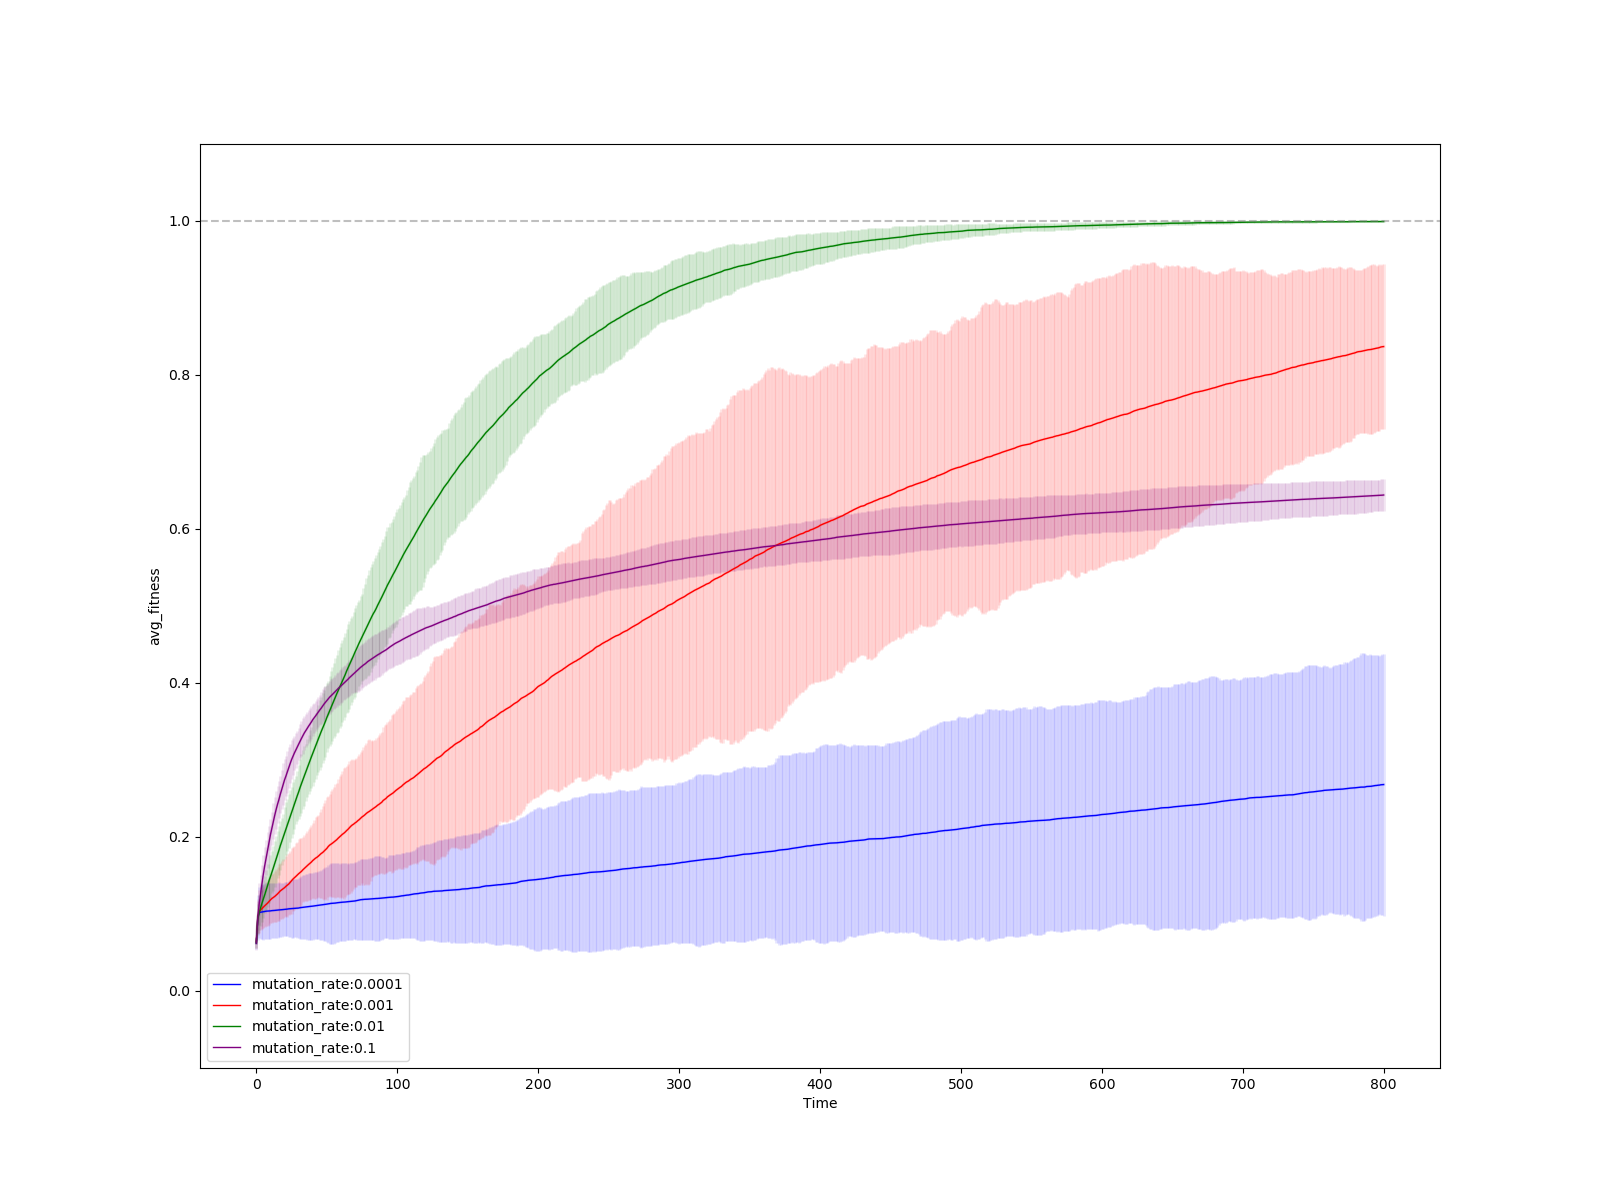 1.0
0.8
0.6
0.4
0.2
0.0
avg_fitness
mutation_rate:0.0001
mutation_rate:0.001
mutation_rate:0.01
mutation_rate:0.1
0 100 200 300 400 500 600 700 800
Time